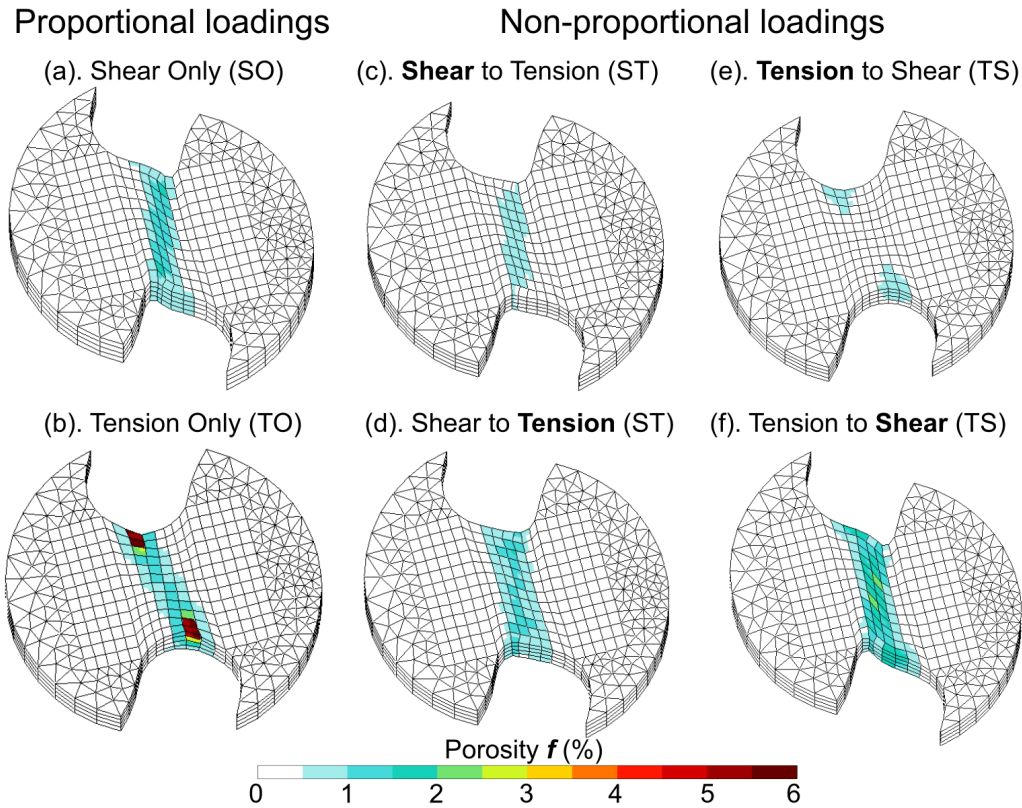 Proportional loadings
Non-proportional loadings
(a). Shear Only (SO)
(c). Shear to Tension (ST)
(e). Tension to Shear (TS)
(b). Tension Only (TO)
(d). Shear to Tension (ST)
(f). Tension to Shear (TS)
Porosity f (%)
0 1 2 3 4 5 6